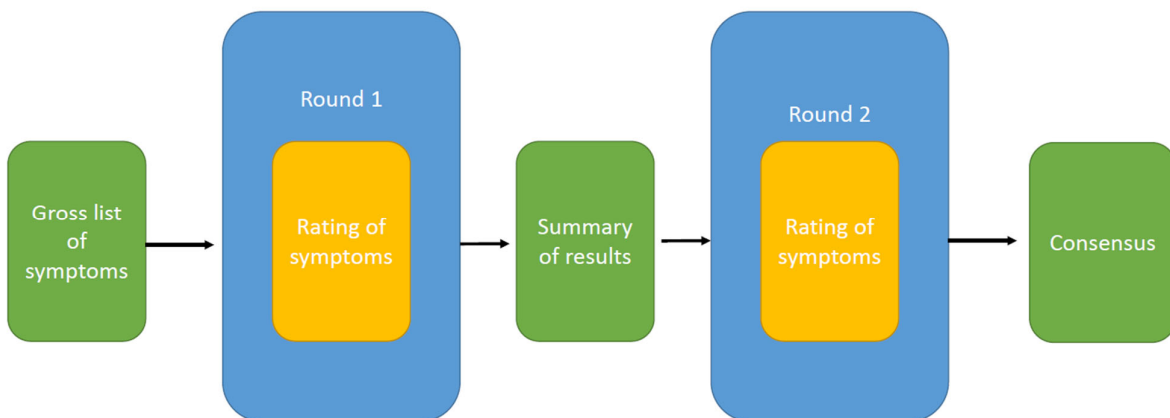 Gross list
of
symptoms
Round 1
Rating of
symptoms
Summary
of results
Round 2
Rating of
symptoms
Consensus